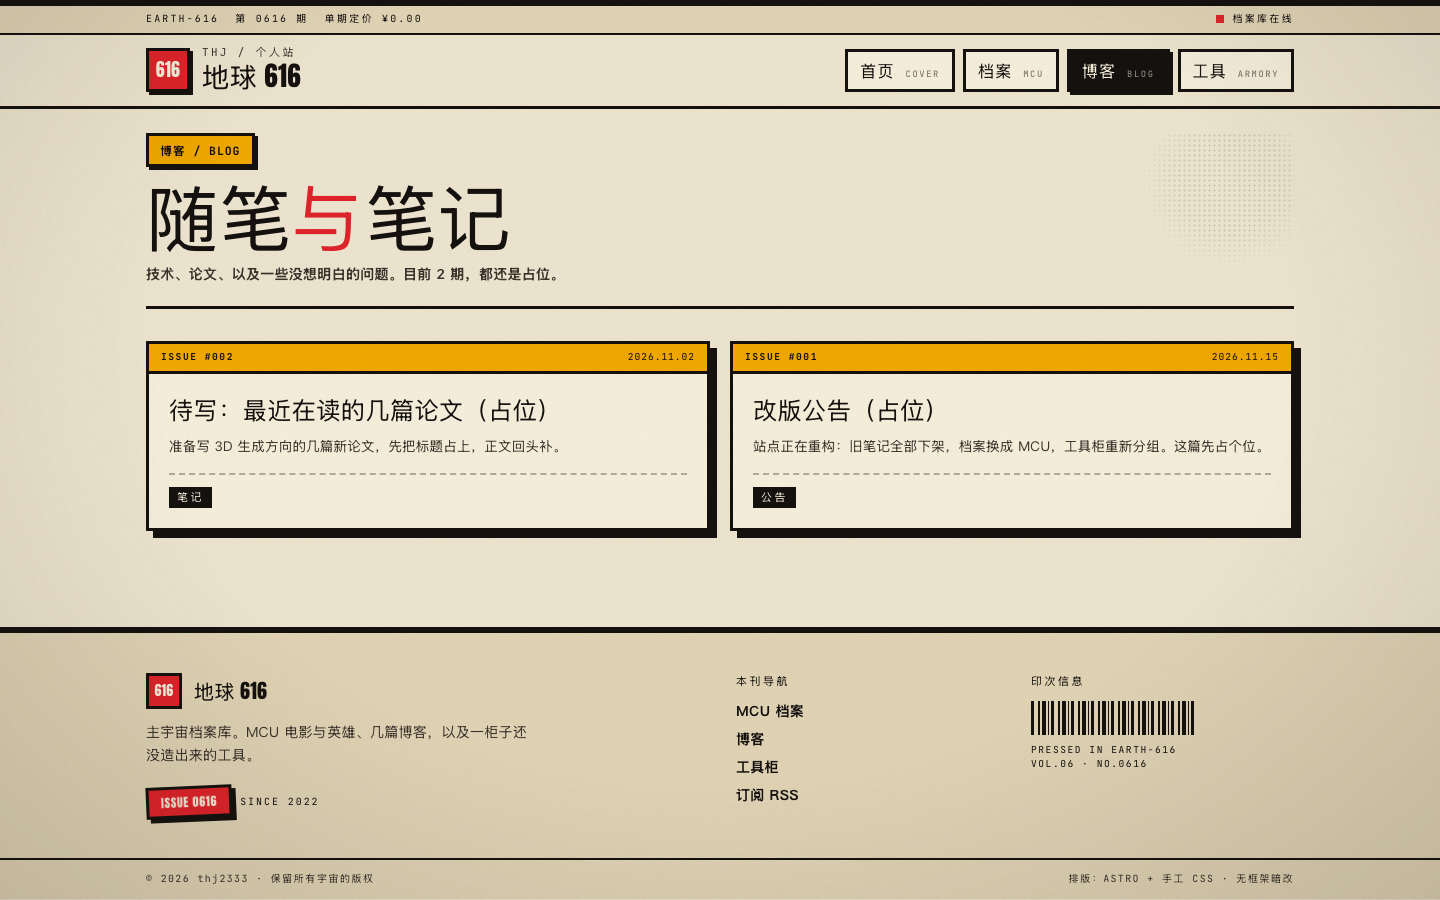 EARTH-616 第 0616 期 单期定价 ¥0.00
档案库在线
616
THJ / 个人站
地球 616
首页 COVER
档案 MCU
博客 BLOG
工具 ARMORY
博客 / BLOG
随笔与笔记
技术、论文、以及一些没想明白的问题。目前 2 期，都还是占位。
ISSUE #002
2026.11.02
待写：最近在读的几篇论文（占位）
准备写 3D 生成方向的几篇新论文，先把标题占上，正文回头补。
笔记
ISSUE #001
2026.11.15
改版公告（占位）
站点正在重构：旧笔记全部下架，档案换成 MCU，工具柜重新分组。这篇先占个位。
公告
616
地球 616
主宇宙档案库。MCU 电影与英雄、几篇博客，以及一柜子还
没造出来的工具。
ISSUE 0616
SINCE 2022
本刊导航
MCU 档案
博客
工具柜
订阅 RSS
印次信息
PRESSED IN EARTH-616
VOL.06 · NO.0616
© 2026 thj2333 · 保留所有宇宙的版权
排版：ASTRO + 手工 CSS · 无框架暗改